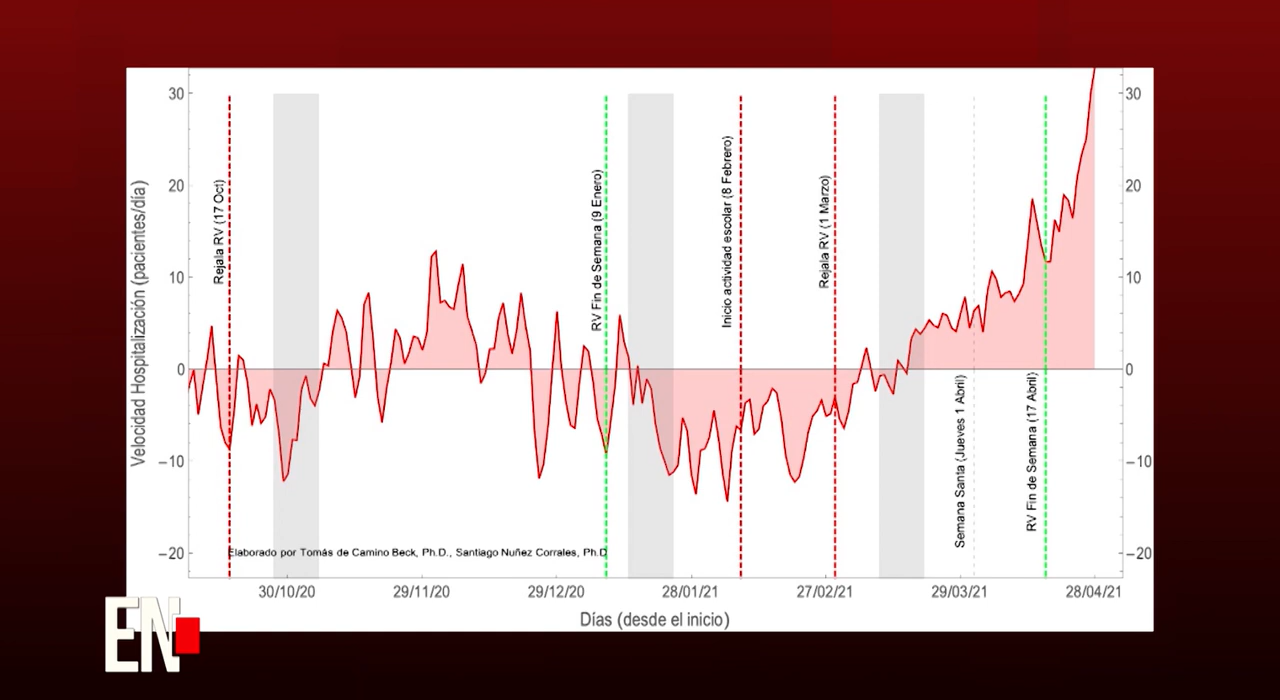 30
20
10
0
−10
−20
30
20
10
0
−10
−20
Velocidad Hospitalización (pacientes/día)
Rejala RV (17 Oct)
RV Fin de Semana (9 Enero)
Inicio actividad escolar (8 Febrero)
Rejala RV (1 Marzo)
Semana Santa (Jueves 1 Abril)
RV Fin de Semana (17 Abril)
Elaborado por Tomás de Camino Beck, Ph.D., Santiago Nuñez Corrales, Ph.D
30/10/20
29/11/20
29/12/20
28/01/21
27/02/21
29/03/21
28/04/21
Días (desde el inicio)
EN